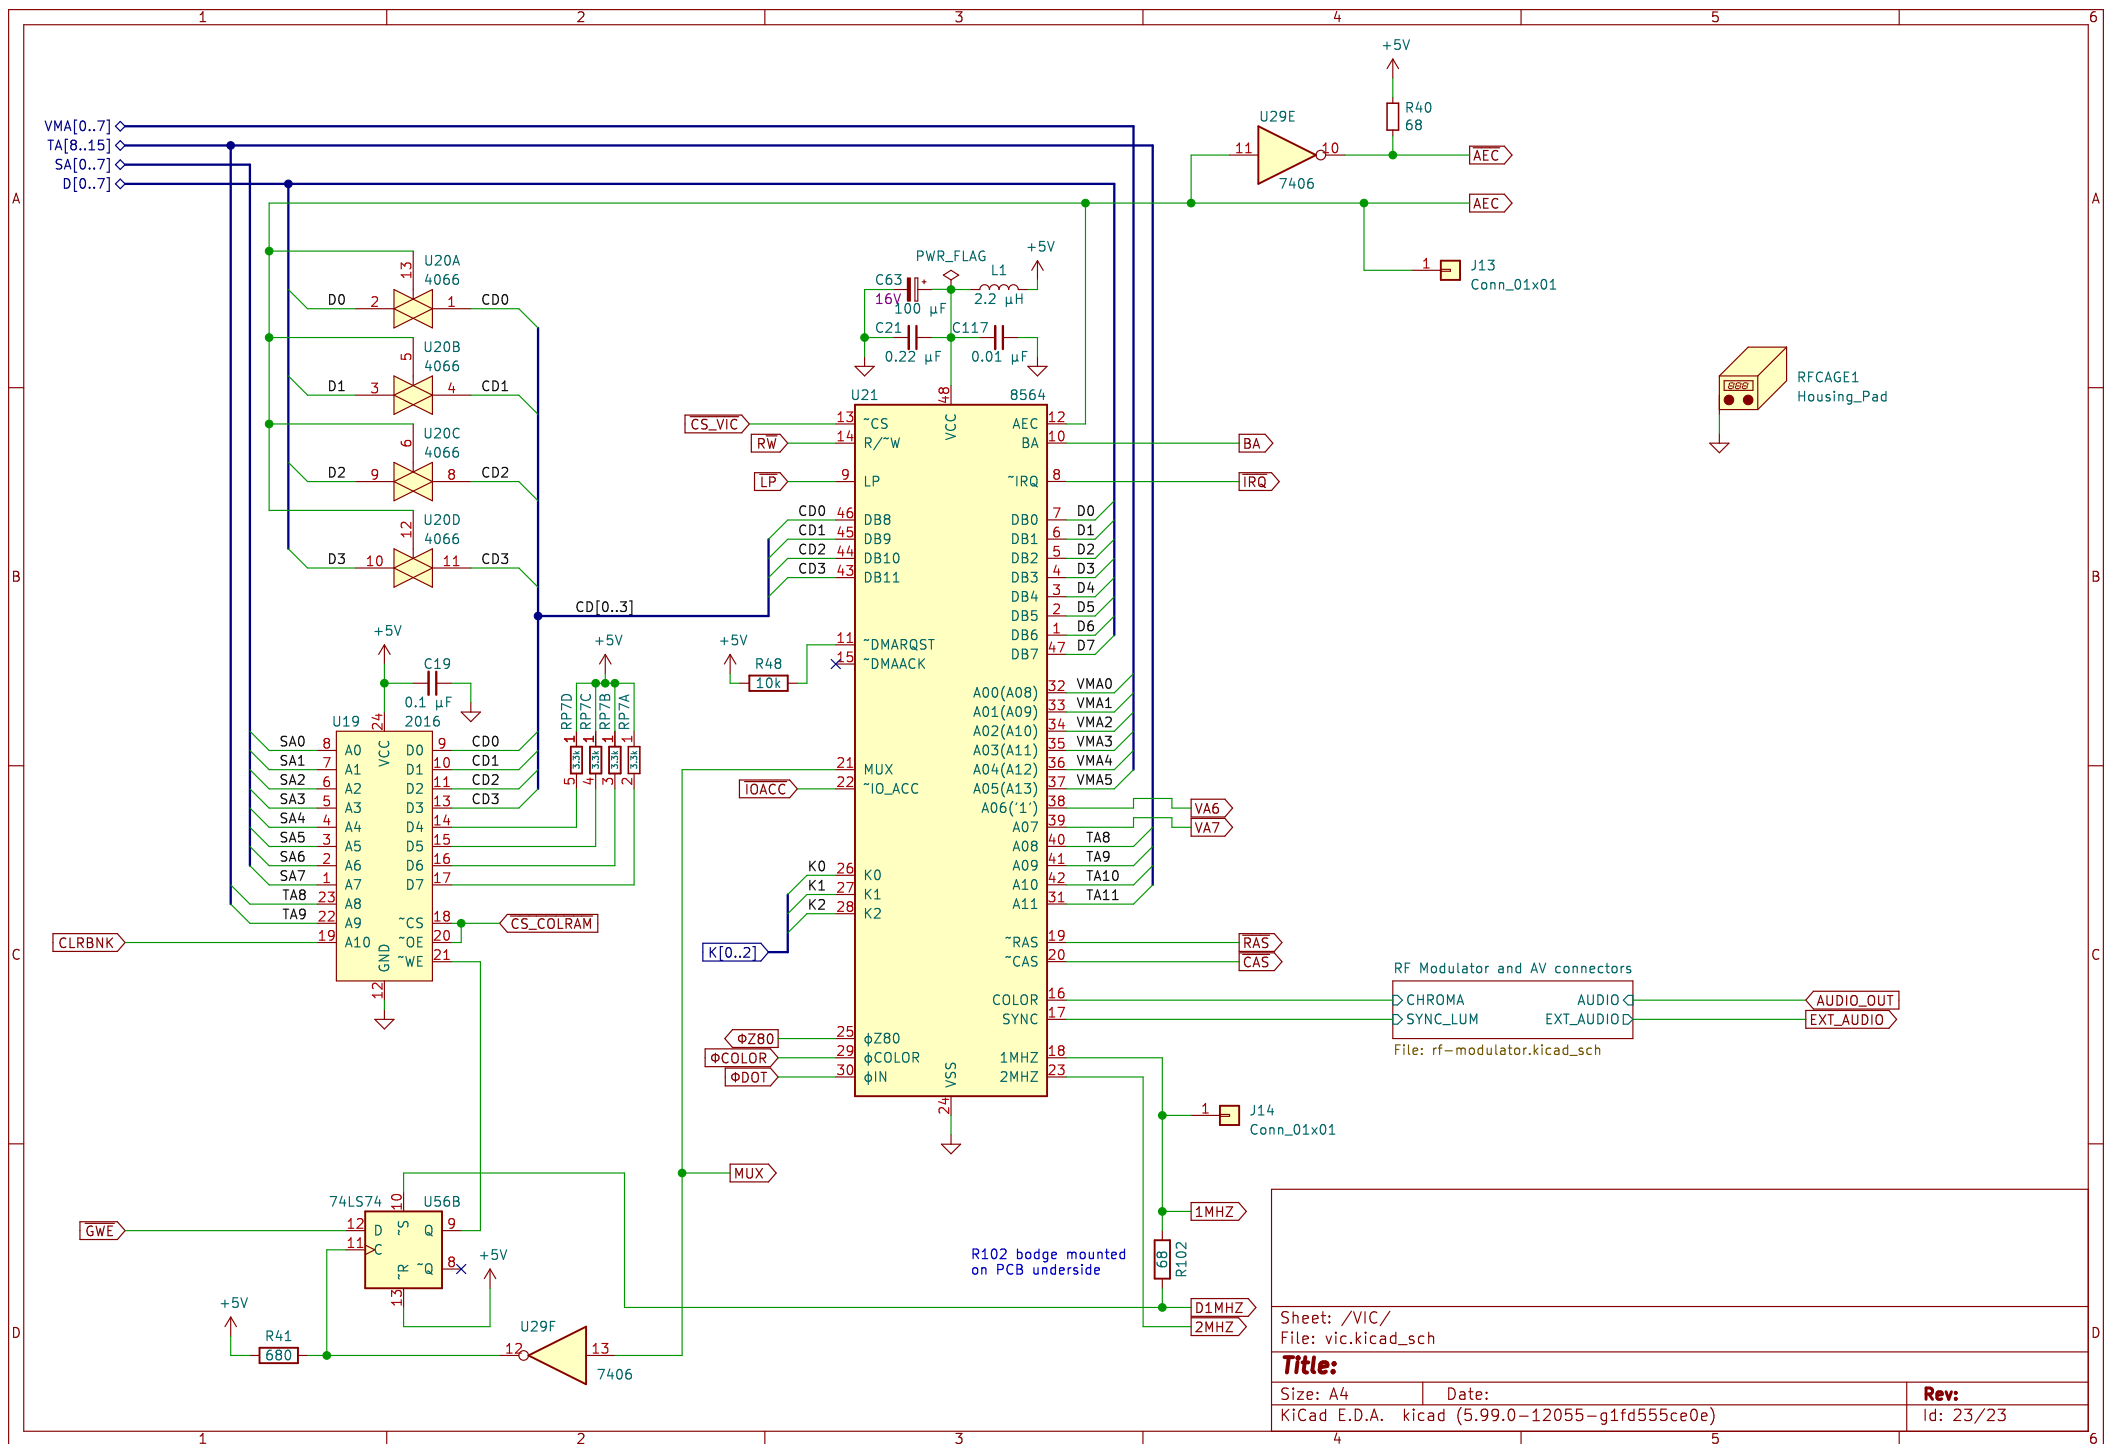 1 2 3 4 5 6
+5V
R40
68
U29E
11
10
7406
AEC
VMA[0..7]
TA[8..15]
SA[0..7]
D[0..7]
A
A
AEC
1
J13
Conn_01x01
13
U20A
4066
D0
2
1
CD0
5
U20B
4066
D1
3
4
CD1
6
U20C
4066
D2
9
8
CD2
12
U20D
4066
D3
10
11
CD3
PWR_FLAG
+5V
C63
16V
100 µF
L1
2.2 µH
C21
0.22 µF
C117
0.01 µF
RFCAGE1
Housing_Pad
U21
8564
48
VCC
CS_VIC
13
~CS
RW
14
R/~W
LP
9
LP
CD0
46
DB8
CD1
45
DB9
CD2
44
DB10
CD3
43
DB11
11
~DMARQST
15
~DMAACK
+5V
R48
10k
21
MUX
IOACC
22
~IO_ACC
K0
26
K0
K1
27
K1
K2
28
K2
K[0..2]
ΦZ80
25
ϕZ80
ΦCOLOR
29
ϕCOLOR
ΦDOT
30
ϕIN
VSS
24
AEC
12
BA
10
BA
~IRQ
8
IRQ
DB0
7
D0
DB1
6
D1
DB2
5
D2
DB3
4
D3
DB4
3
D4
DB5
2
D5
DB6
1
D6
DB7
47
D7
A00(A08)
32
VMA0
A01(A09)
33
VMA1
A02(A10)
34
VMA2
A03(A11)
35
VMA3
A04(A12)
36
VMA4
A05(A13)
37
VMA5
A06('1')
38
VA6
A07
39
VA7
A08
40
TA8
A09
41
TA9
A10
42
TA10
A11
31
TA11
~RAS
19
RAS
~CAS
20
CAS
COLOR
16
SYNC
17
1MHZ
18
2MHZ
23
B
B
CD[0..3]
+5V
C19
0.1 µF
U19
2016
24
VCC
SA0
8
A0
SA1
7
A1
SA2
6
A2
SA3
5
A3
SA4
4
A4
SA5
3
A5
SA6
2
A6
SA7
1
A7
TA8
23
A8
TA9
22
A9
CLRBNK
19
A10
GND
12
D0
9
CD0
D1
10
CD1
D2
11
CD2
D3
13
CD3
D4
14
D5
15
D6
16
D7
17
~CS
18
CS_COLRAM
~OE
20
~WE
21
+5V
RP7D
RP7C
RP7B
RP7A
1
1
1
1
3.3k
3.3k
3.3k
3.3k
5
4
3
2
C
C
RF Modulator and AV connectors
CHROMA
AUDIO
AUDIO_OUT
SYNC_LUM
EXT_AUDIO
EXT_AUDIO
File: rf-modulator.kicad_sch
1
J14
Conn_01x01
MUX
1MHZ
68
R102
R102 bodge mounted
on PCB underside
D1MHZ
2MHZ
74LS74
U56B
10
GWE
12
D
~S
Q
9
11
C
~R
~Q
8
13
+5V
+5V
R41
680
U29F
12
13
7406
D
D
Sheet: /VIC/
File: vic.kicad_sch
Title:
Size: A4
Date:
Rev:
KiCad E.D.A. kicad (5.99.0-12055-g1fd555ce0e)
Id: 23/23
1 2 3 4 5 6